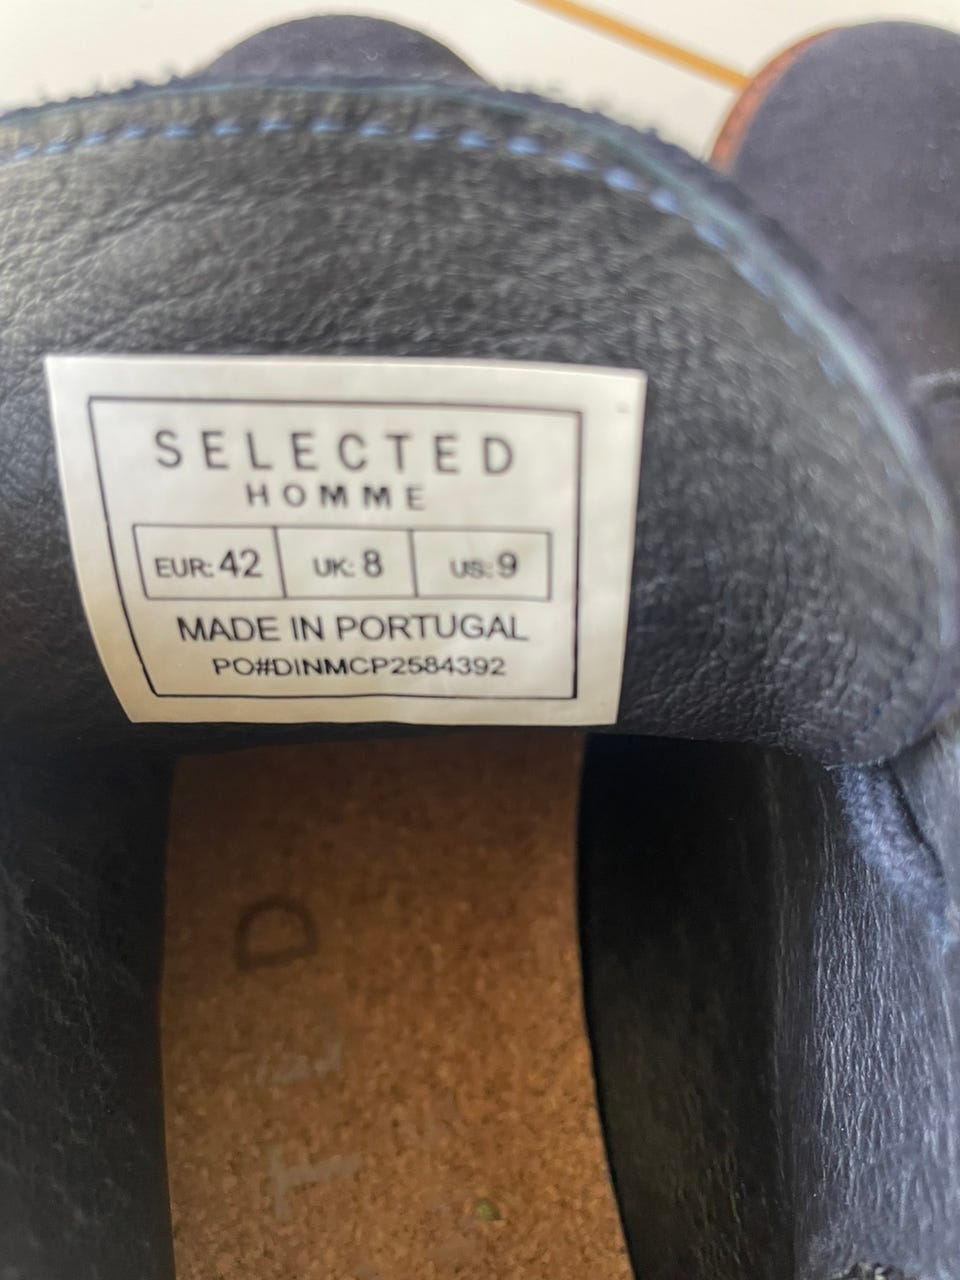 SELECTED
HOMME
EUR: 42 UK: 8 US: 9
MADE IN PORTUGAL
PO#DINMCP2584392
D